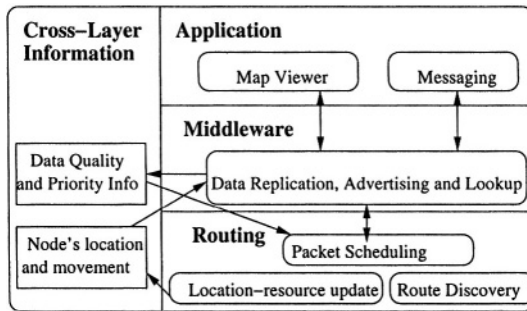 Cross–Layer
Information
Application
Map Viewer
Messaging
Middleware
Data Quality
and Priority Info
Data Replication, Advertising and Lookup
Node's location
and movement
Routing
Packet Scheduling
Location–resource update
Route Discovery